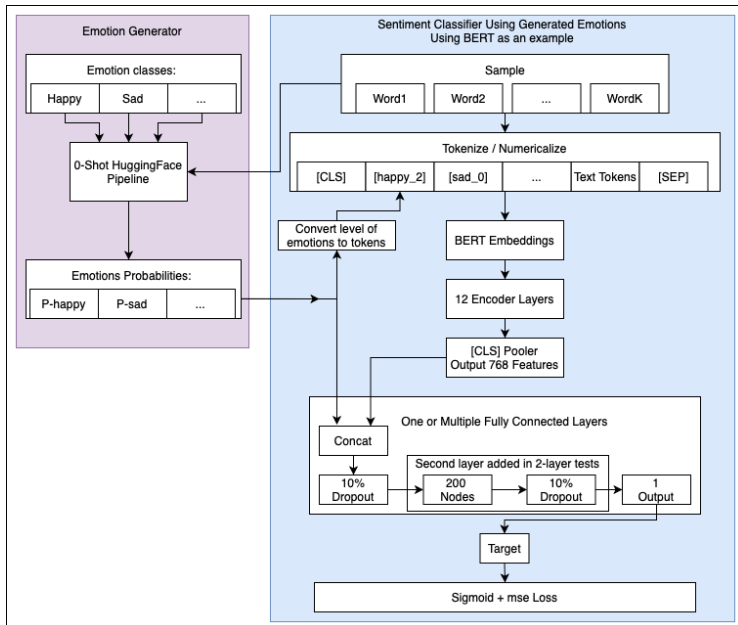 Emotion Generator
Emotion classes:
Happy
Sad
...
0-Shot HuggingFace
Pipeline
Emotions Probabilities:
P-happy
P-sad
...
Sentiment Classifier Using Generated Emotions
Using BERT as an example
Sample
Word1
Word2
...
WordK
Tokenize / Numericalize
[CLS]
[happy_2]
[sad_0]
...
Text Tokens
[SEP]
Convert level of
emotions to tokens
BERT Embeddings
12 Encoder Layers
[CLS] Pooler
Output 768 Features
One or Multiple Fully Connected Layers
Concat
Second layer added in 2-layer tests
10%
Dropout
200
Nodes
10%
Dropout
1
Output
Target
Sigmoid + mse Loss